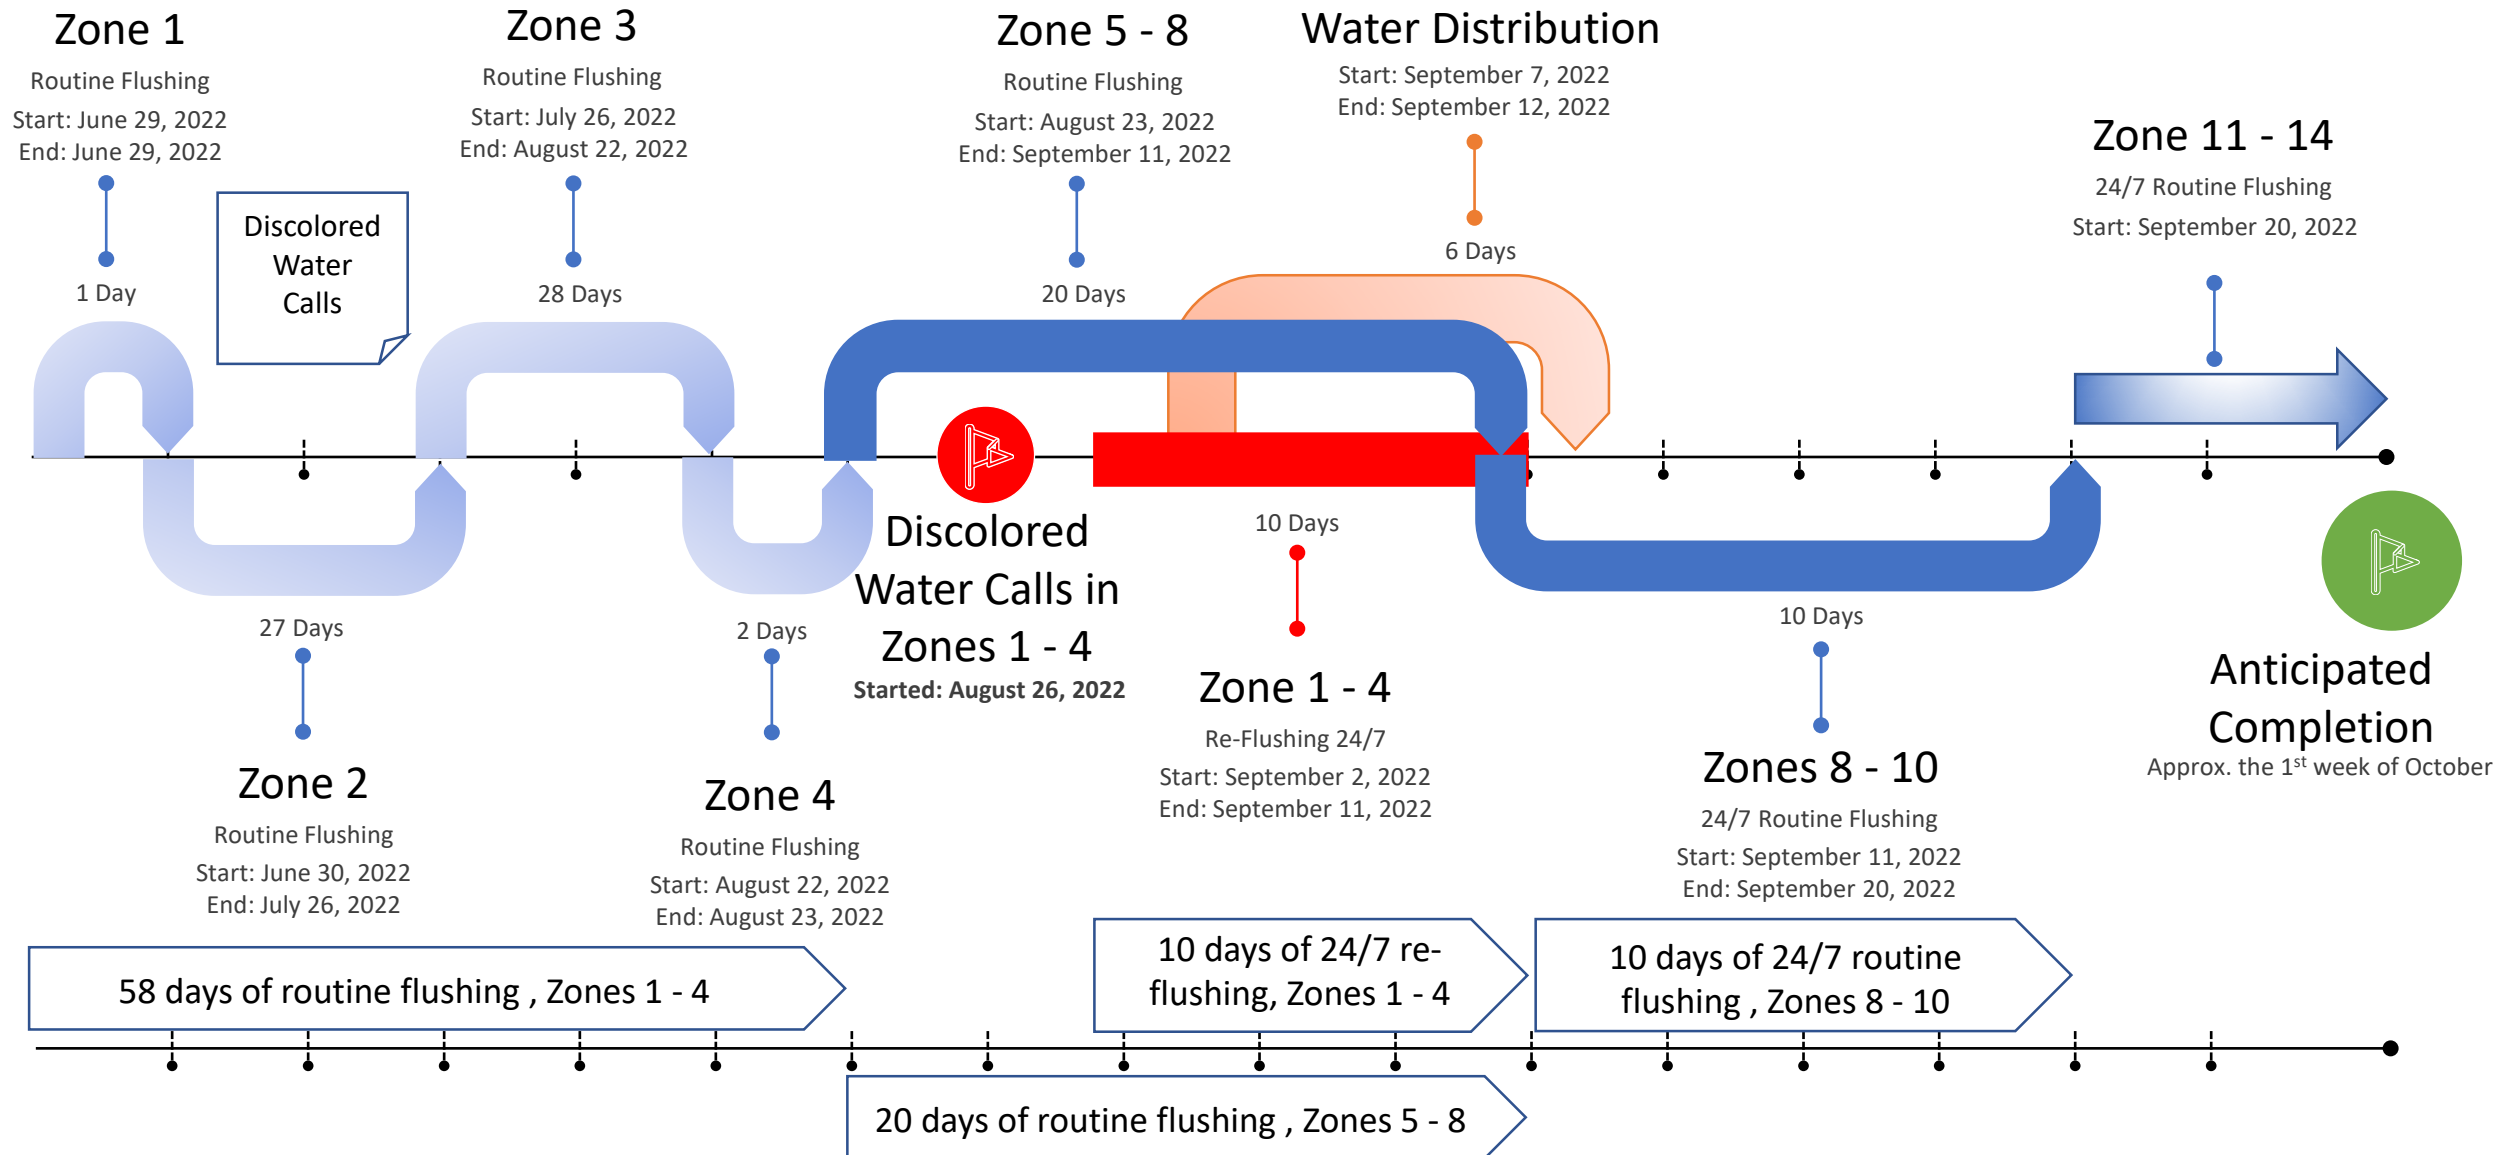 Zone 1
Routine Flushing
Start: June 29, 2022
End: June 29, 2022
1 Day
Discolored
Water
Calls
Zone 3
Routine Flushing
Start: July 26, 2022
End: August 22, 2022
28 Days
Zone 5 - 8
Routine Flushing
Start: August 23, 2022
End: September 11, 2022
20 Days
Water Distribution
Start: September 7, 2022
End: September 12, 2022
6 Days
Zone 11 - 14
24/7 Routine Flushing
Start: September 20, 2022
27 Days
Zone 2
Routine Flushing
Start: June 30, 2022
End: July 26, 2022
2 Days
Zone 4
Routine Flushing
Start: August 22, 2022
End: August 23, 2022
Discolored
Water Calls in
Zones 1 - 4
Started: August 26, 2022
10 Days
Zone 1 - 4
Re-Flushing 24/7
Start: September 2, 2022
End: September 11, 2022
10 Days
Zones 8 - 10
24/7 Routine Flushing
Start: September 11, 2022
End: September 20, 2022
Anticipated
Completion
Approx. the 1st week of October
58 days of routine flushing , Zones 1 - 4
10 days of 24/7 re-
flushing, Zones 1 - 4
10 days of 24/7 routine
flushing , Zones 8 - 10
20 days of routine flushing , Zones 5 - 8